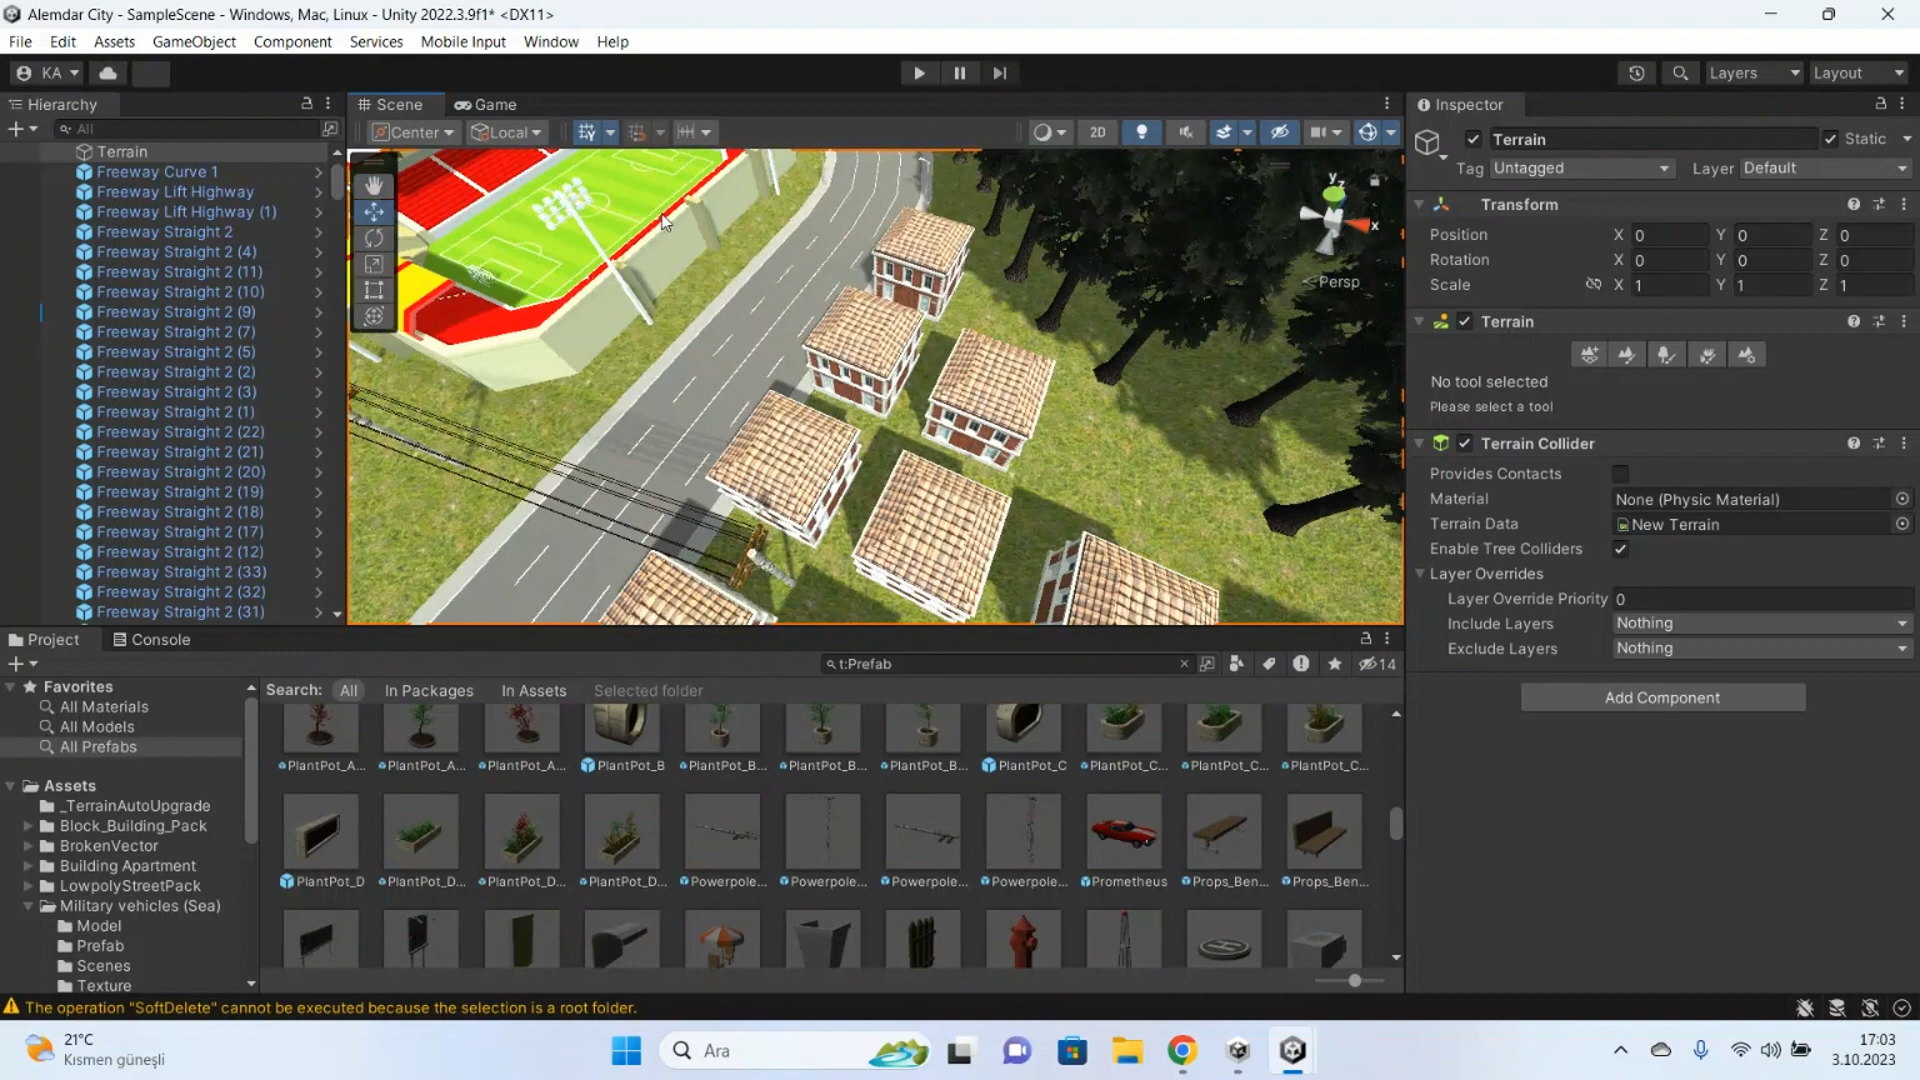 Alemdar City - SampleScene - Windows, Mac, Linux - Unity 2022.3.9f1* <DX11>
File Edit Assets GameObject Component Services Mobile Input Window Help
KA Layers Layout
Hierarchy
All
Terrain
Freeway Curve 1
Freeway Lift Highway
Freeway Lift Highway (1)
Freeway Straight 2
Freeway Straight 2 (4)
Freeway Straight 2 (11)
Freeway Straight 2 (10)
Freeway Straight 2 (9)
Freeway Straight 2 (7)
Freeway Straight 2 (5)
Freeway Straight 2 (2)
Freeway Straight 2 (3)
Freeway Straight 2 (1)
Freeway Straight 2 (22)
Freeway Straight 2 (21)
Freeway Straight 2 (20)
Freeway Straight 2 (19)
Freeway Straight 2 (18)
Freeway Straight 2 (17)
Freeway Straight 2 (12)
Freeway Straight 2 (33)
Freeway Straight 2 (32)
Freeway Straight 2 (31)
Scene Game
Center Local 2D
y
z
x
Persp
Inspector
Terrain Static
Tag Untagged Layer Default
Transform
Position X 0 Y 0 Z 0
Rotation X 0 Y 0 Z 0
Scale X 1 Y 1 Z 1
Terrain
No tool selected
Please select a tool
Terrain Collider
Provides Contacts
Material None (Physic Material)
Terrain Data New Terrain
Enable Tree Colliders
Layer Overrides
Layer Override Priority 0
Include Layers Nothing
Exclude Layers Nothing
Add Component
Project Console
t:Prefab 14
Favorites
All Materials
All Models
All Prefabs
Assets
_TerrainAutoUpgrade
Block_Building_Pack
BrokenVector
Building Apartment
LowpolyStreetPack
Military vehicles (Sea)
Model
Prefab
Scenes
Texture
Search: All In Packages In Assets Selected folder
PlantPot_A... PlantPot_A... PlantPot_A... PlantPot_B PlantPot_B... PlantPot_B... PlantPot_B... PlantPot_C PlantPot_C... PlantPot_C... PlantPot_C...
PlantPot_D PlantPot_D... PlantPot_D... PlantPot_D... Powerpole... Powerpole... Powerpole... Powerpole... Prometheus Props_Ben... Props_Ben...
The operation "SoftDelete" cannot be executed because the selection is a root folder.
21°C
Kısmen güneşli
Ara
17:03
3.10.2023